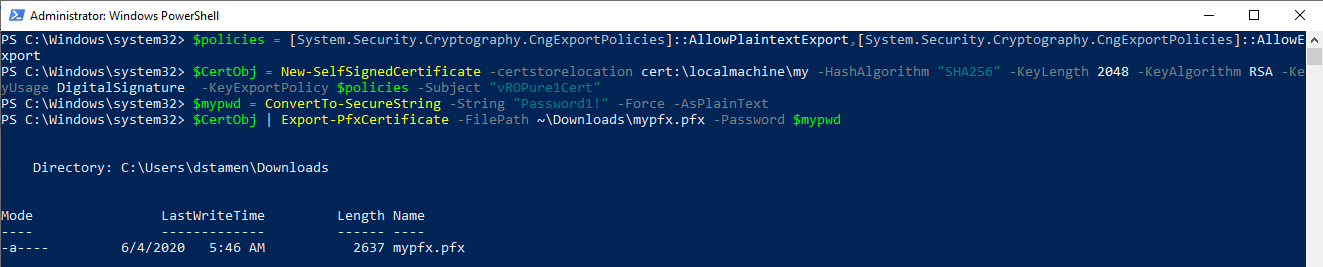 Administrator: Windows PowerShell
PS C:\Windows\system32> $policies = [System.Security.Cryptography.CngExportPolicies]::AllowPlaintextExport,[System.Security.Cryptography.CngExportPolicies]::AllowE
xport
PS C:\Windows\system32> $CertObj = New-SelfSignedCertificate -certstorelocation cert:\localmachine\my -HashAlgorithm "SHA256" -KeyLength 2048 -KeyAlgorithm RSA -Ke
yUsage DigitalSignature  -KeyExportPolicy $policies -Subject "vROPure1Cert"
PS C:\Windows\system32> $mypwd = ConvertTo-SecureString -String "Password1!" -Force -AsPlainText
PS C:\Windows\system32> $CertObj | Export-PfxCertificate -FilePath ~\Downloads\mypfx.pfx -Password $mypwd
Directory: C:\Users\dstamen\Downloads
Mode                LastWriteTime         Length Name
----                -------------         ------ ----
-a----         6/4/2020   5:46 AM           2637 mypfx.pfx